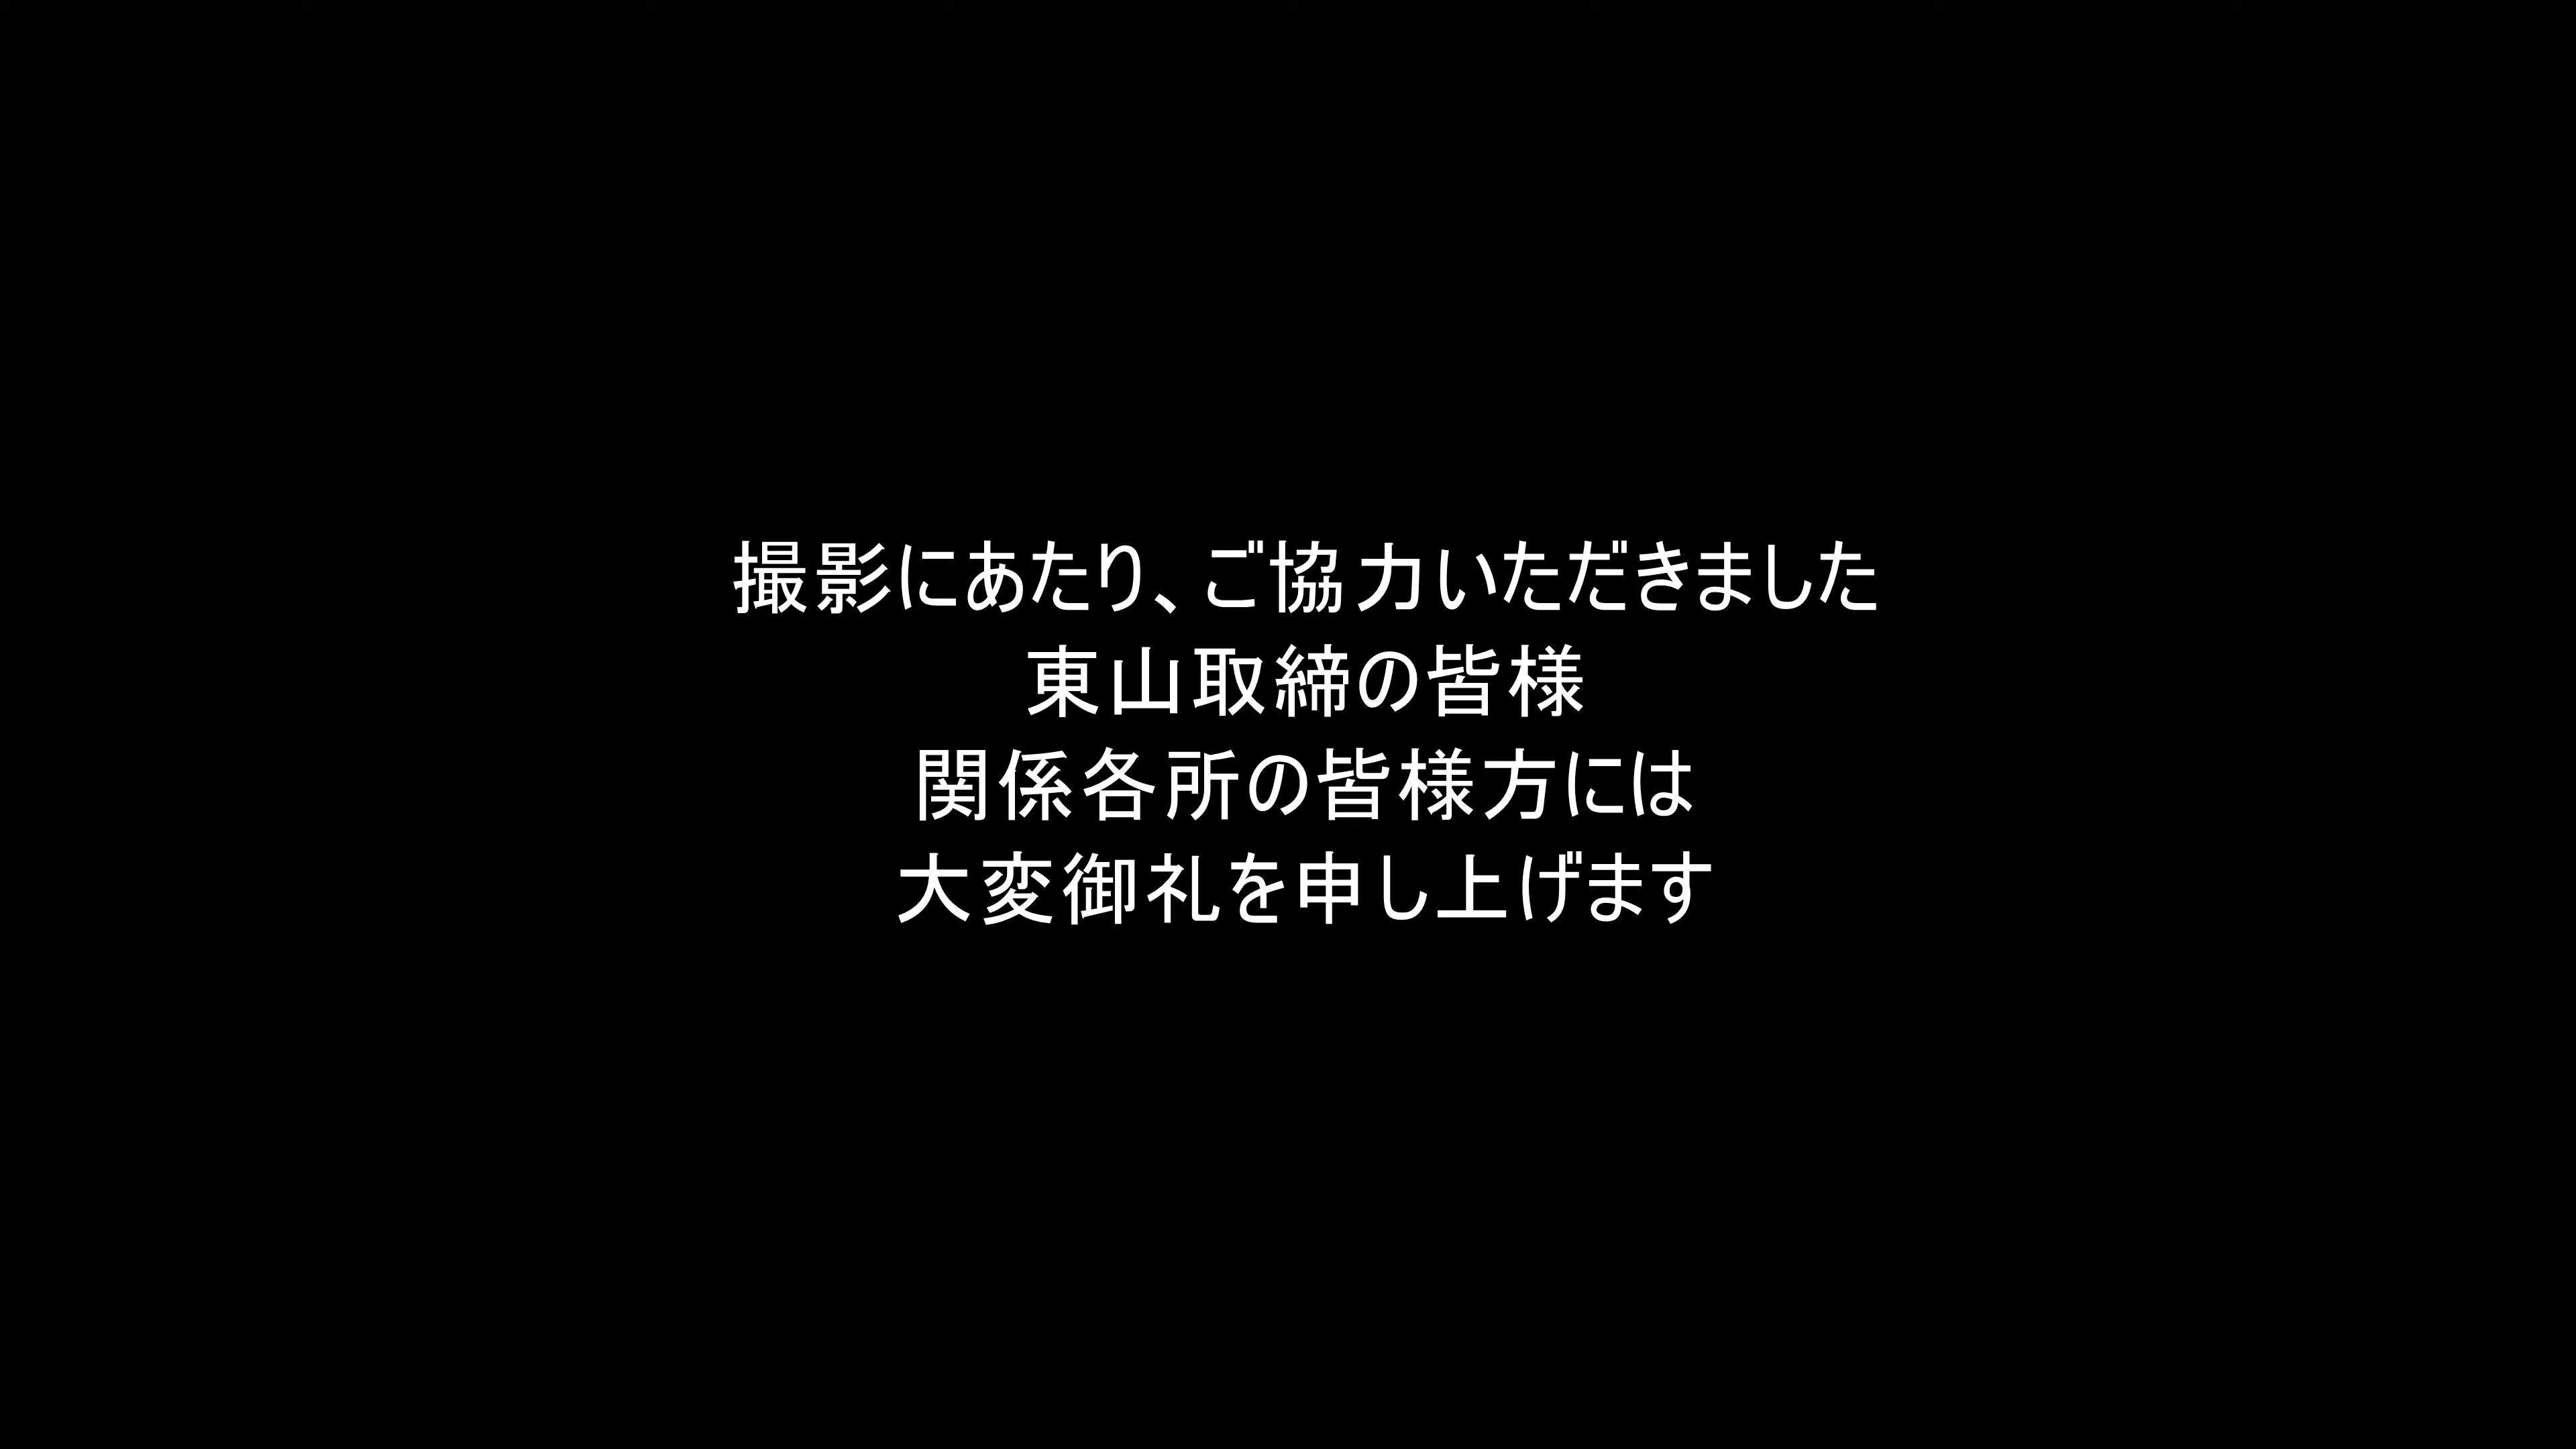 撮影にあたり、ご協力いただきました
東山取締の皆様
関係各所の皆様方には
大変御礼を申し上げます